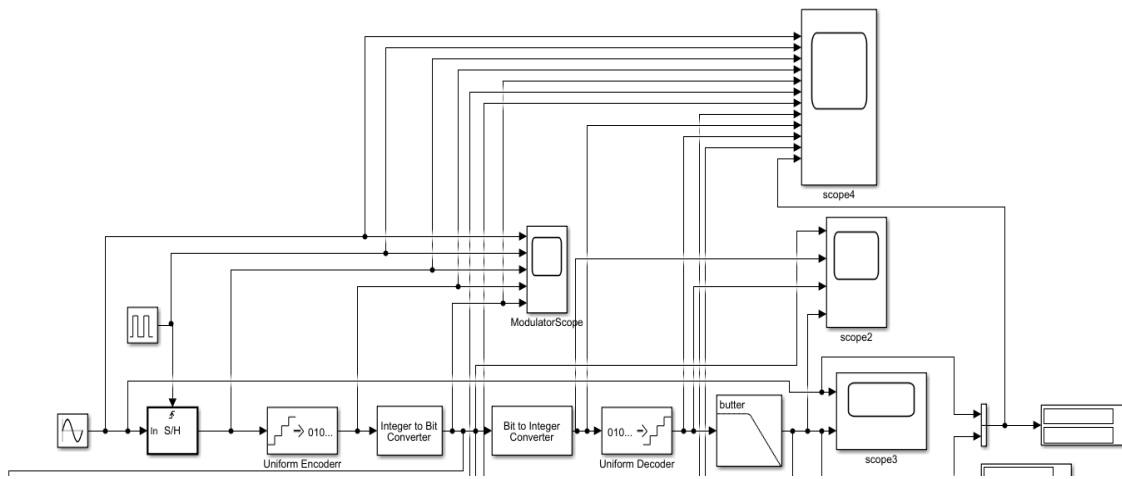 scope4
ModulatorScope
scope2
In S/H
010...
Uniform Encoderr
Integer to Bit
Converter
Bit to Integer
Converter
010...
Uniform Decoder
butter
scope3